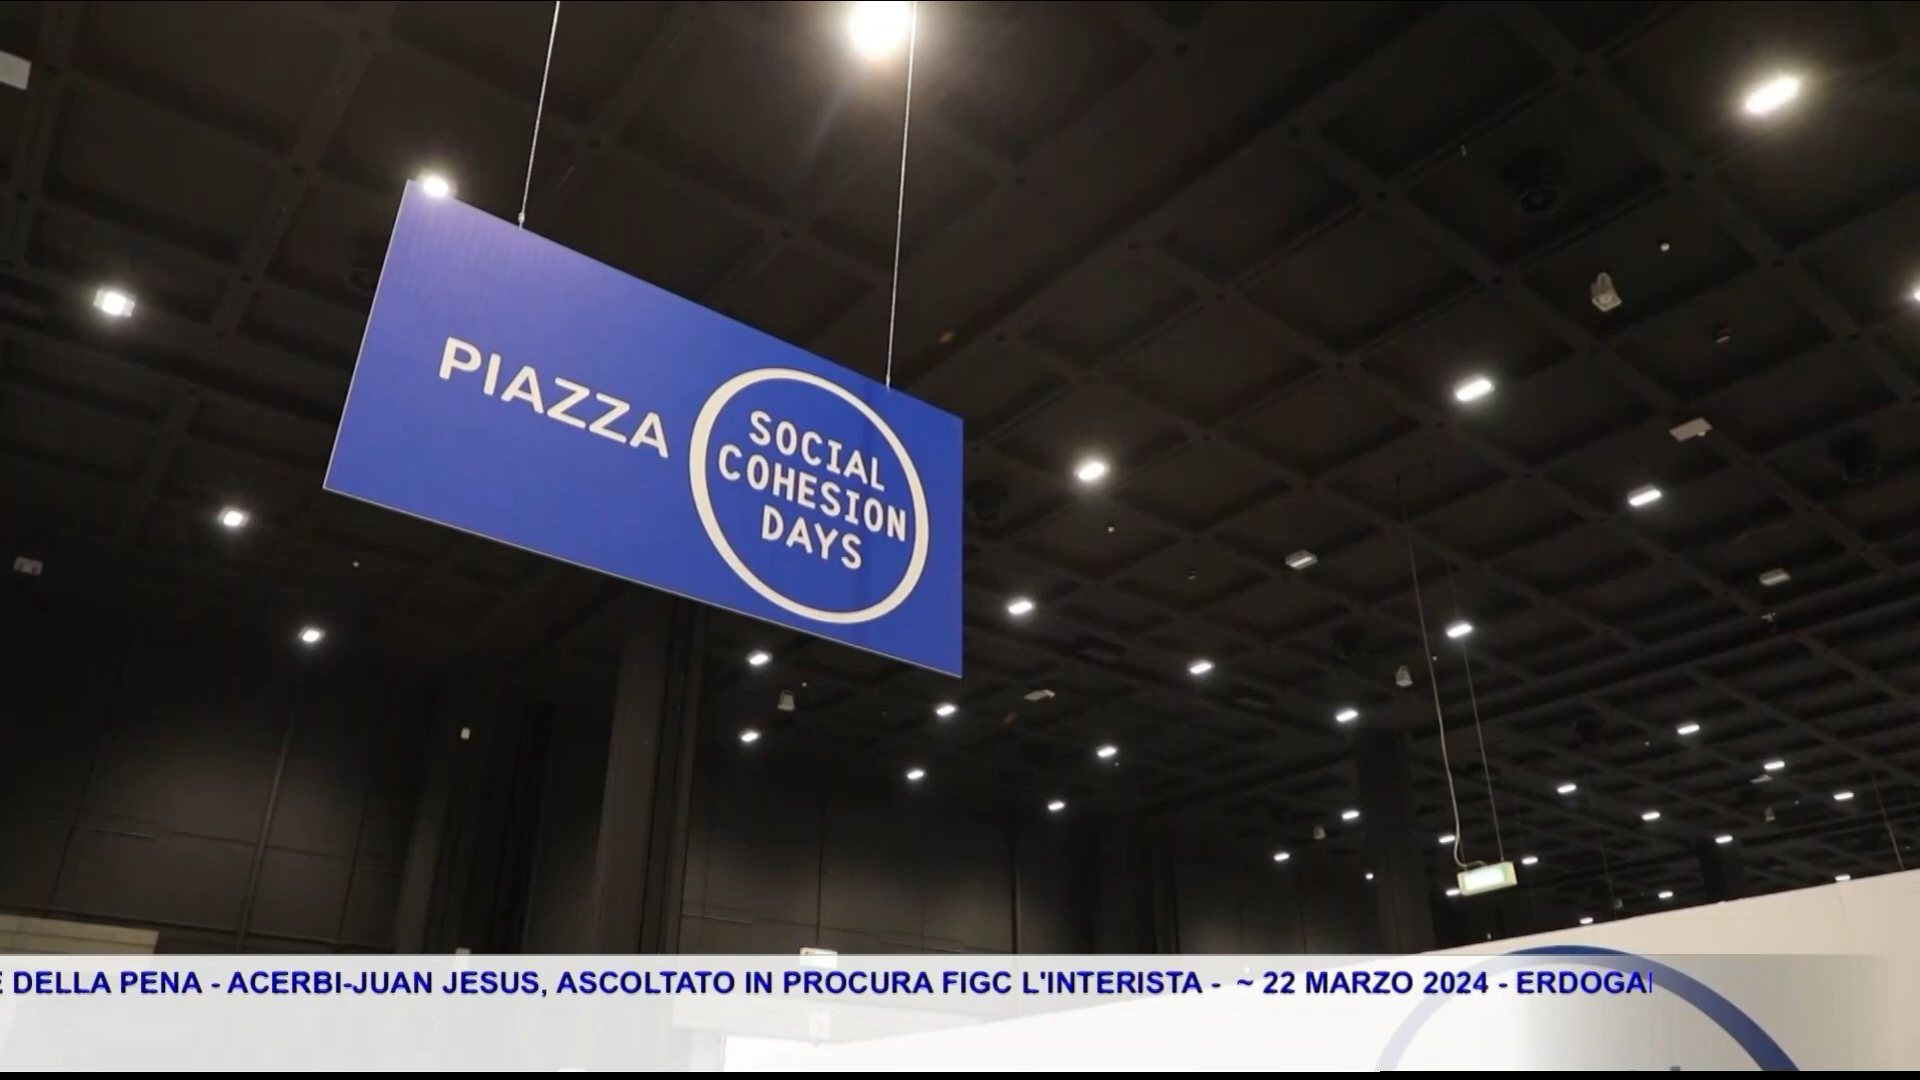 PIAZZA
SOCIAL
COHESION
DAYS
E DELLA PENA - ACERBI-JUAN JESUS, ASCOLTATO IN PROCURA FIGC L'INTERISTA - ~ 22 MARZO 2024 - ERDOGA